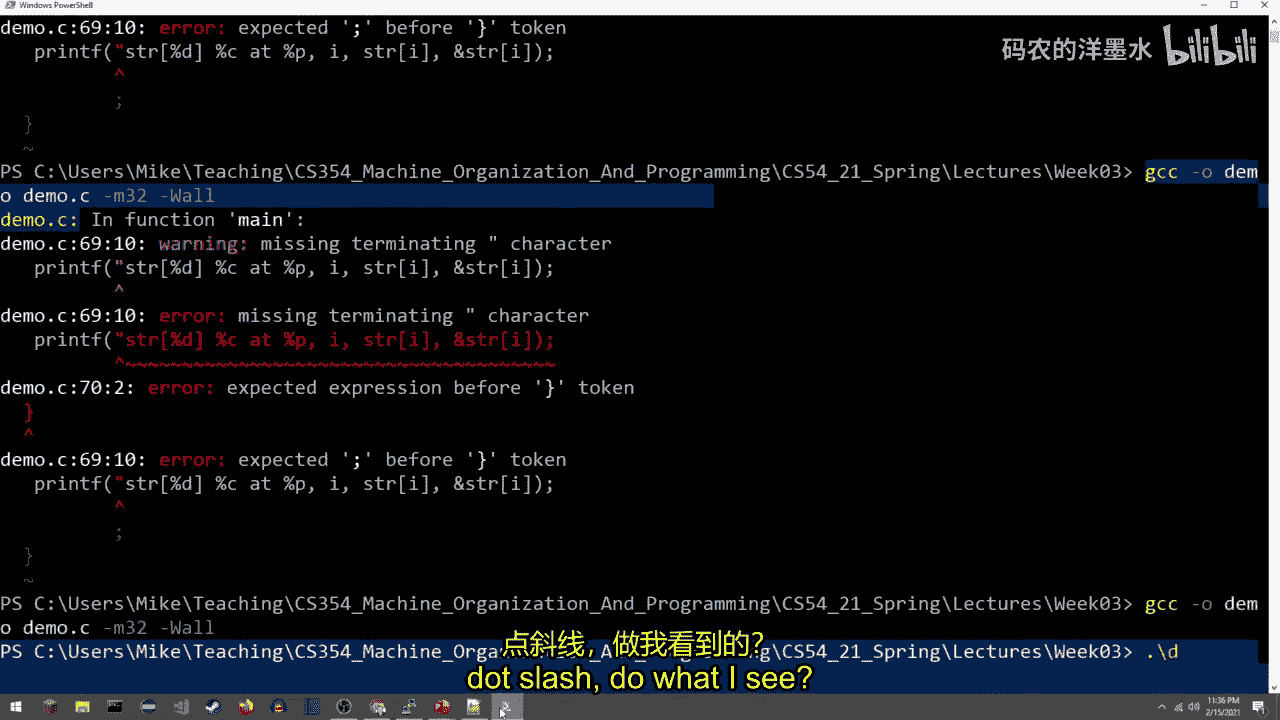 Windows PowerShell
demo.c:69:10: error: expected ';' before '}' token
printf("str[%d] %c at %p, i, str[i], &str[i]);
^
;
}
~
码农的洋墨水 bilibili
PS C:\Users\Mike\Teaching\CS354_Machine_Organization_And_Programming\CS54_21_Spring\Lectures\Week03> gcc -o dem
o demo.c -m32 -Wall
demo.c: In function 'main':
demo.c:69:10: warning: missing terminating " character
printf("str[%d] %c at %p, i, str[i], &str[i]);
^
demo.c:69:10: error: missing terminating " character
printf("str[%d] %c at %p, i, str[i], &str[i]);
^~~~~~~~~~~~~~~~~~~~~~~~~~~~~~~~~~~~~~
demo.c:70:2: error: expected expression before '}' token
}
^
demo.c:69:10: error: expected ';' before '}' token
printf("str[%d] %c at %p, i, str[i], &str[i]);
^
;
}
~
PS C:\Users\Mike\Teaching\CS354_Machine_Organization_And_Programming\CS54_21_Spring\Lectures\Week03> gcc -o dem
o demo.c -m32 -Wall
PS C:\Users\Mike\Teaching\CS354_Machine_Organization_And_Programming\CS54_21_Spring\Lectures\Week03> .\d
点斜线，做我看到的？
dot slash, do what I see?
11:36 PM
2/15/2021